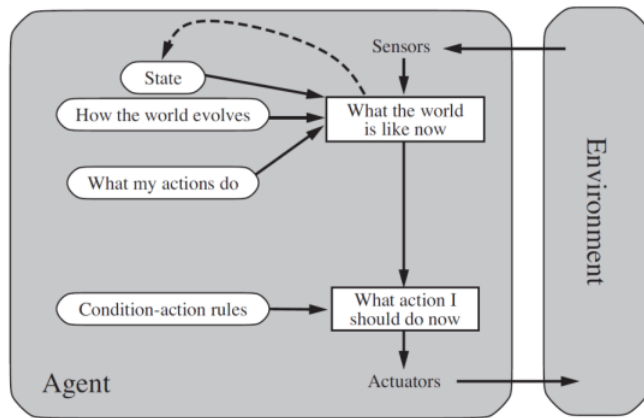 Sensors
State
How the world evolves
What the world
is like now
What my actions do
Environment
Condition-action rules
What action I
should do now
Agent
Actuators